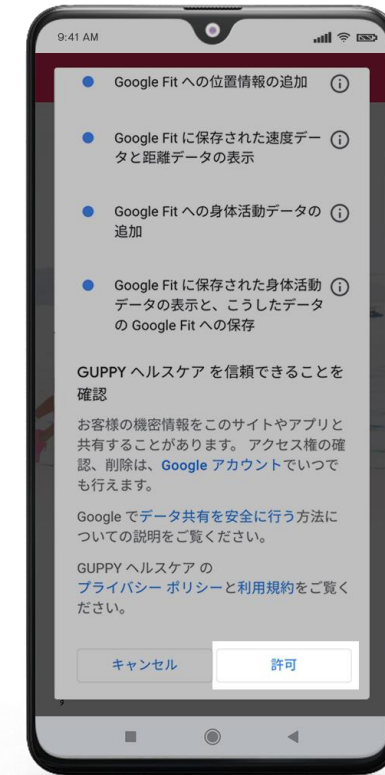 9:41 AM
Google Fit への位置情報の追加
Google Fit に保存された速度デー
タと距離データの表示
Google Fit への身体活動データの
追加
Google Fit に保存された身体活動
データの表示と、こうしたデータ
の Google Fit への保存
GUPPY ヘルスケア を信頼できることを
確認
お客様の機密情報をこのサイトやアプリと
共有することがあります。 アクセス権の確
認、削除は、Google アカウントでいつで
も行えます。
Google でデータ共有を安全に行う方法に
ついての説明をご覧ください。
GUPPY ヘルスケア の
プライバシー ポリシーと利用規約をご覧く
ださい。
キャンセル
許可